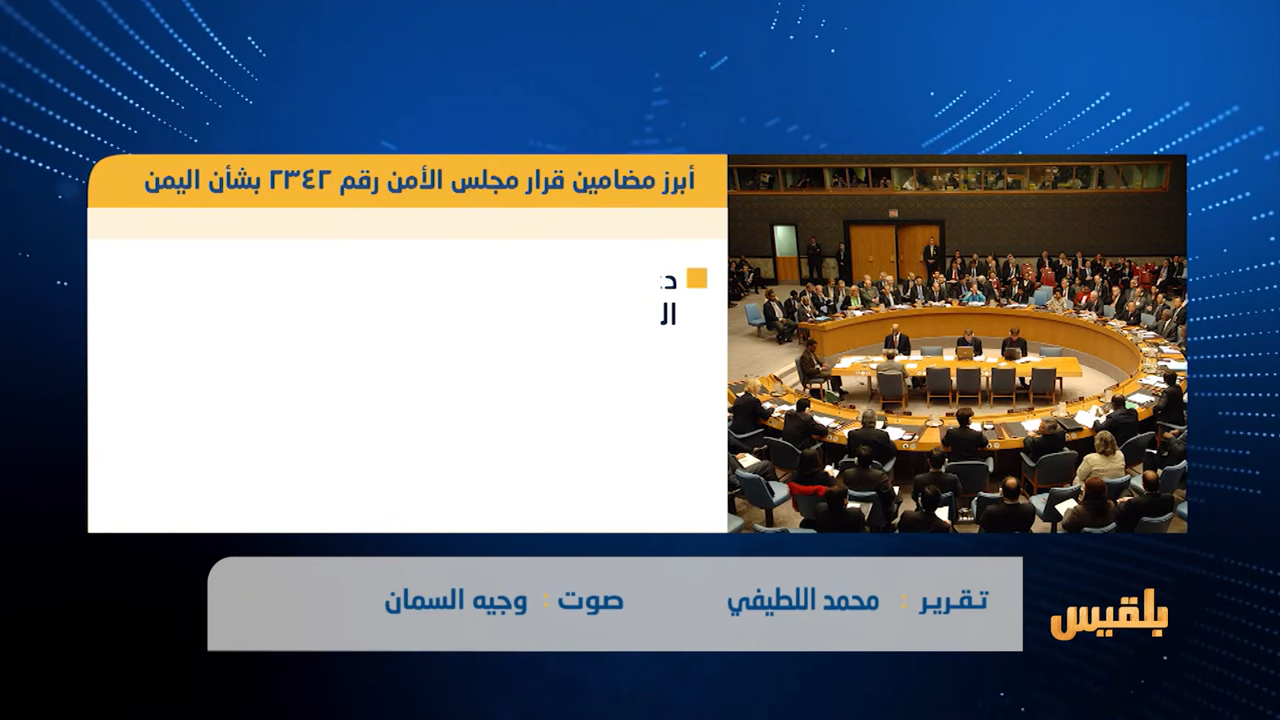 أبرز مضامين قرار مجلس الأمن رقم ٢٣٤٢ بشأن اليمن
تقرير : محمد اللطيفي صوت : وجيه السمان
بلقيس